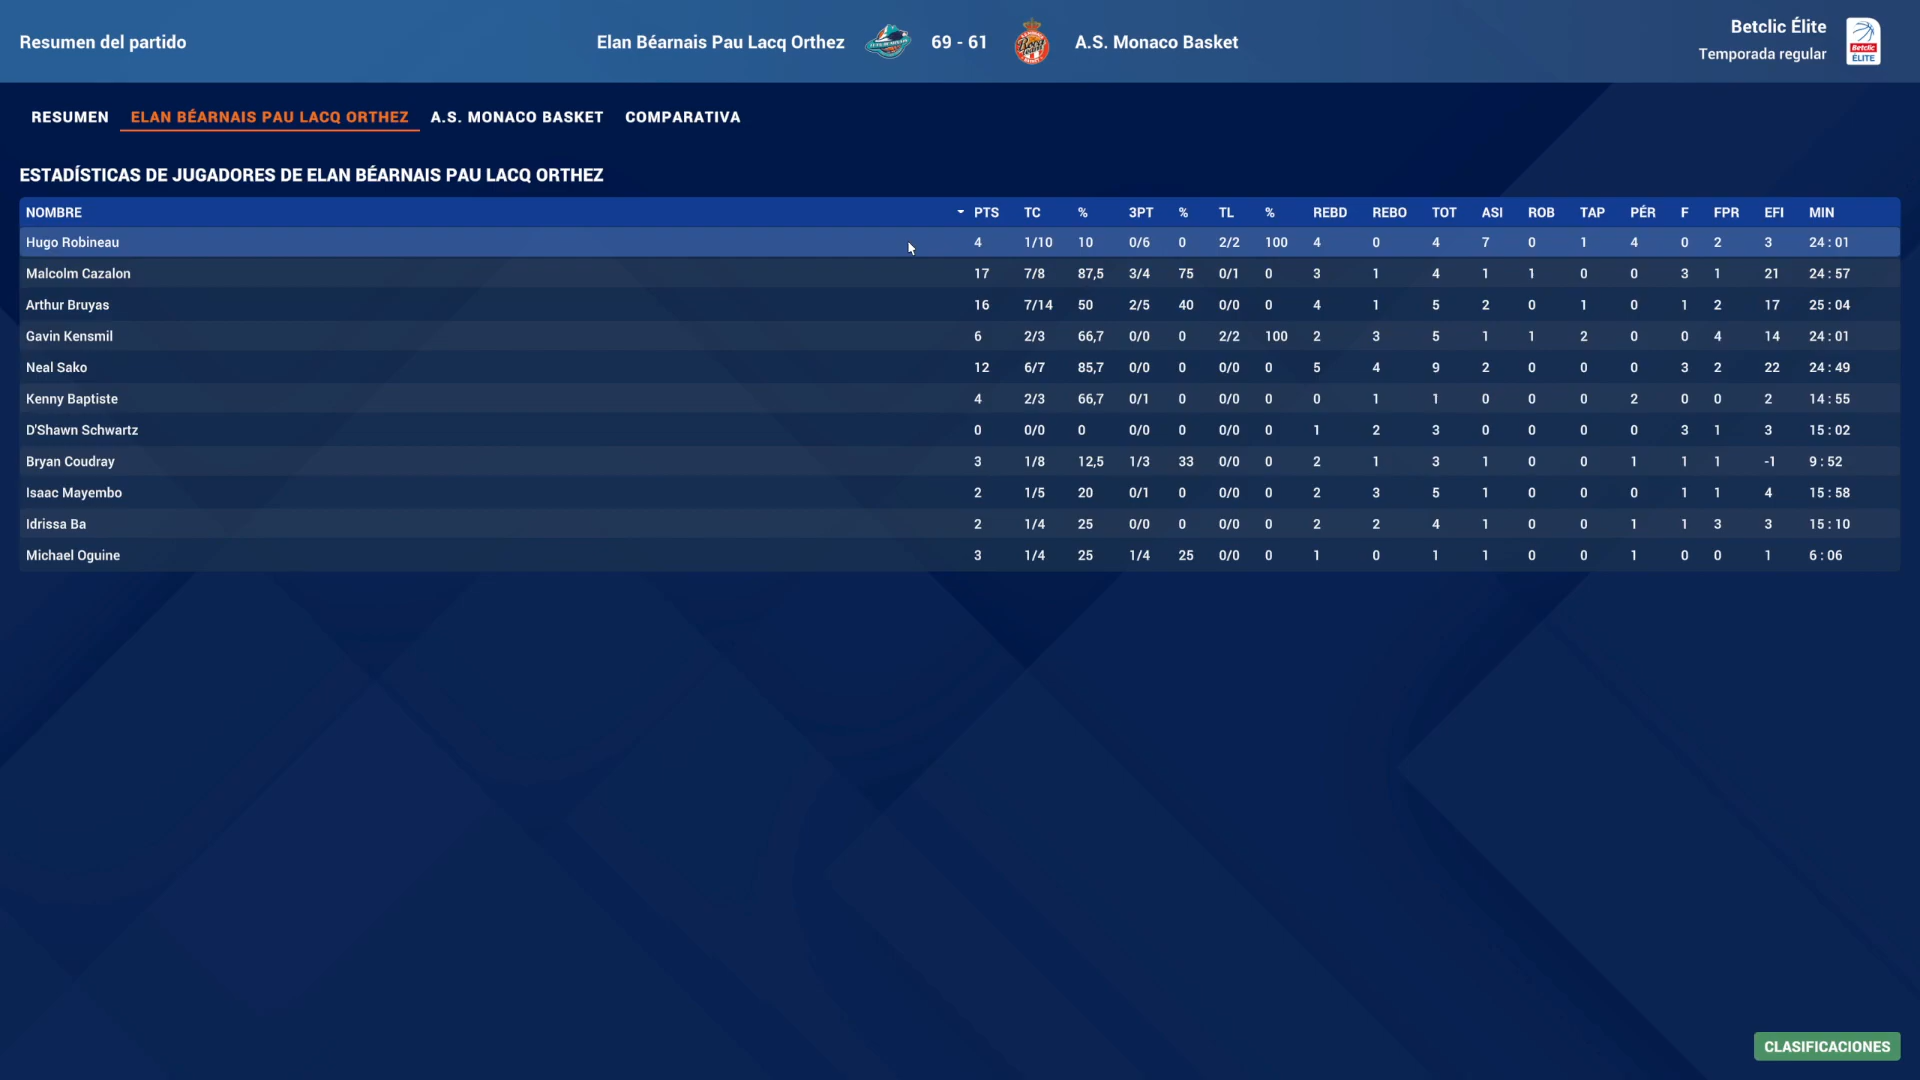 Resumen del partido
Elan Béarnais Pau Lacq Orthez 69 - 61 A.S. Monaco Basket
Betclic Élite
Temporada regular
Betclic
ÉLITE
RESUMEN ELAN BÉARNAIS PAU LACQ ORTHEZ A.S. MONACO BASKET COMPARATIVA
ESTADÍSTICAS DE JUGADORES DE ELAN BÉARNAIS PAU LACQ ORTHEZ
NOMBRE PTS TC % 3PT % TL % REBD REBO TOT ASI ROB TAP PÉR F FPR EFI MIN
Hugo Robineau 4 1/10 10 0/6 0 2/2 100 4 0 4 7 0 1 4 0 2 3 24 : 01
Malcolm Cazalon 17 7/8 87,5 3/4 75 0/1 0 3 1 4 1 1 0 0 3 1 21 24 : 57
Arthur Bruyas 16 7/14 50 2/5 40 0/0 0 4 1 5 2 0 1 0 1 2 17 25 : 04
Gavin Kensmil 6 2/3 66,7 0/0 0 2/2 100 2 3 5 1 1 2 0 0 4 14 24 : 01
Neal Sako 12 6/7 85,7 0/0 0 0/0 0 5 4 9 2 0 0 0 3 2 22 24 : 49
Kenny Baptiste 4 2/3 66,7 0/1 0 0/0 0 0 1 1 0 0 0 2 0 0 2 14 : 55
D'Shawn Schwartz 0 0/0 0 0/0 0 0/0 0 1 2 3 0 0 0 0 3 1 3 15 : 02
Bryan Coudray 3 1/8 12,5 1/3 33 0/0 0 2 1 3 1 0 0 1 1 1 -1 9 : 52
Isaac Mayembo 2 1/5 20 0/1 0 0/0 0 2 3 5 1 0 0 0 1 1 4 15 : 58
Idrissa Ba 2 1/4 25 0/0 0 0/0 0 2 2 4 1 0 0 1 1 3 3 15 : 10
Michael Oguine 3 1/4 25 1/4 25 0/0 0 1 0 1 1 0 0 1 0 0 1 6 : 06
CLASIFICACIONES